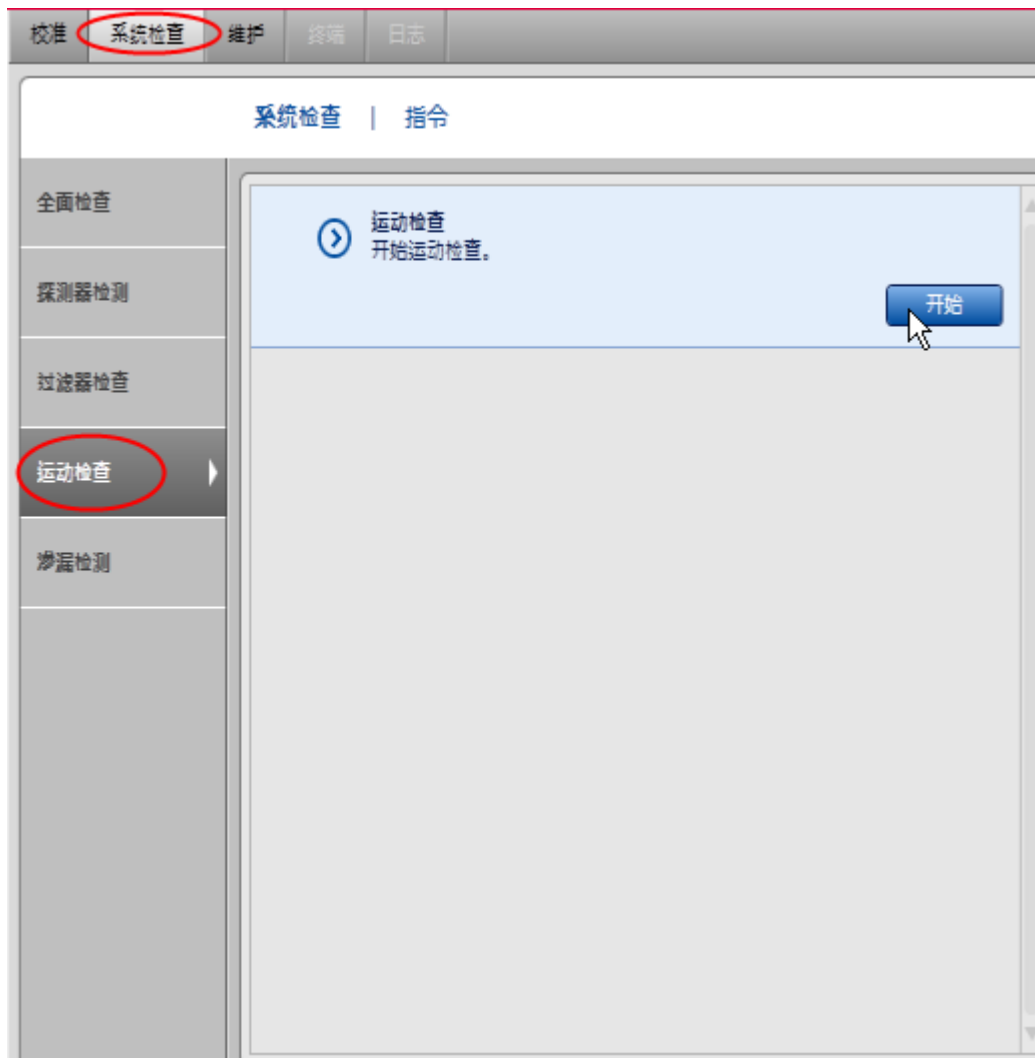 校准 系统检查 维护 终端 日志
系统检查 | 指令
全面检查
探测器检测
过滤器检查
运动检查
渗漏检测
运动检查
开始运动检查。
开始